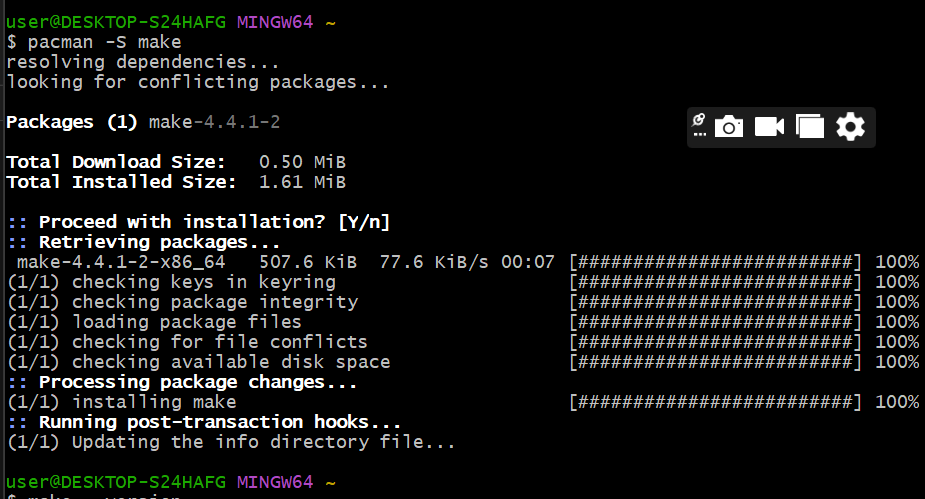 user@DESKTOP-S24HAFG MINGW64 ~
$ pacman -S make
resolving dependencies...
looking for conflicting packages...
Packages (1) make-4.4.1-2
Total Download Size:   0.50 MiB
Total Installed Size:  1.61 MiB
:: Proceed with installation? [Y/n]
:: Retrieving packages...
 make-4.4.1-2-x86_64   507.6 KiB  77.6 KiB/s 00:07 [#########################] 100%
(1/1) checking keys in keyring                     [#########################] 100%
(1/1) checking package integrity                   [#########################] 100%
(1/1) loading package files                        [#########################] 100%
(1/1) checking for file conflicts                  [#########################] 100%
(1/1) checking available disk space                [#########################] 100%
:: Processing package changes...
(1/1) installing make                              [#########################] 100%
:: Running post-transaction hooks...
(1/1) Updating the info directory file...
user@DESKTOP-S24HAFG MINGW64 ~
$ make --version